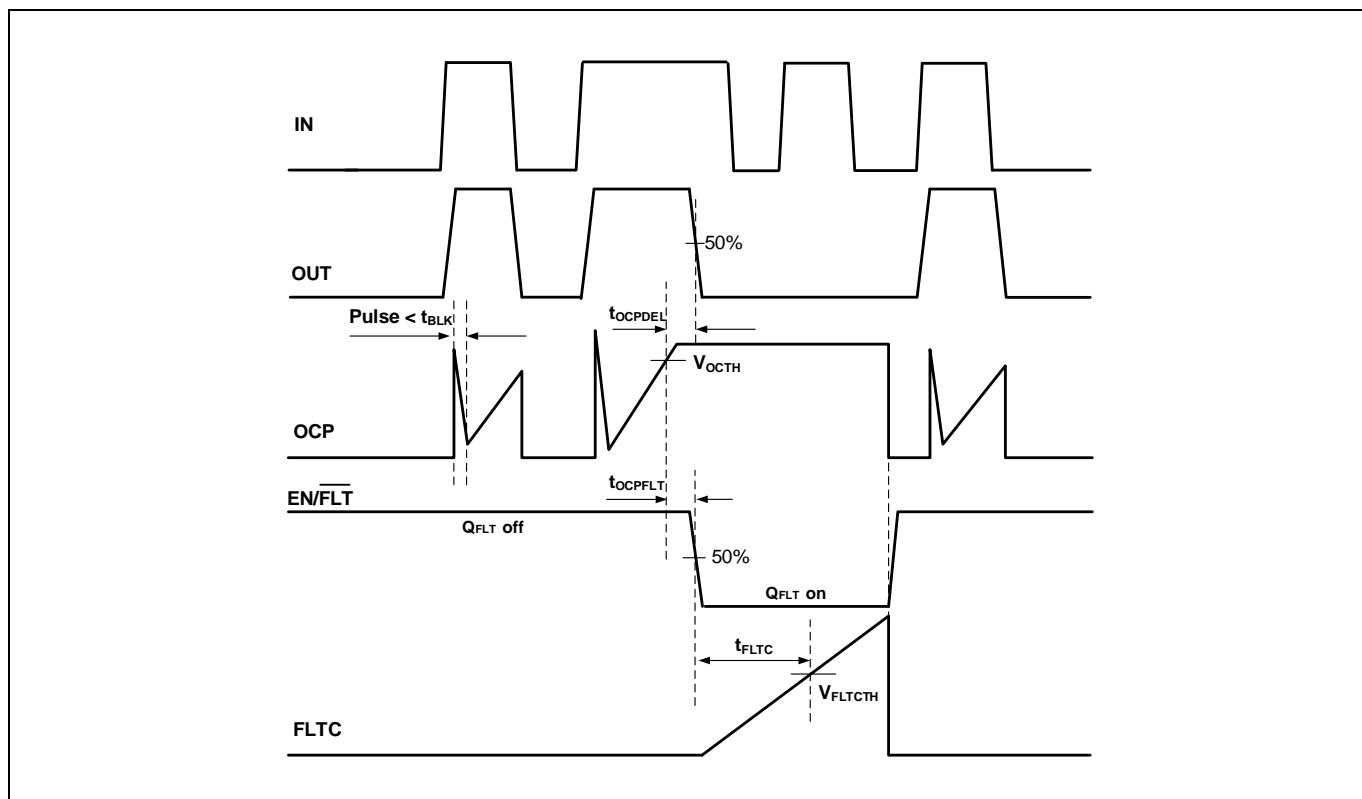 IN
50%
OUT
Pulse < tBLK
tOCPDEL
VOCTH
OCP
tOCPFLT
EN/FLT
QFLT off
50%
QFLT on
tFLTC
VFLTCTH
FLTC